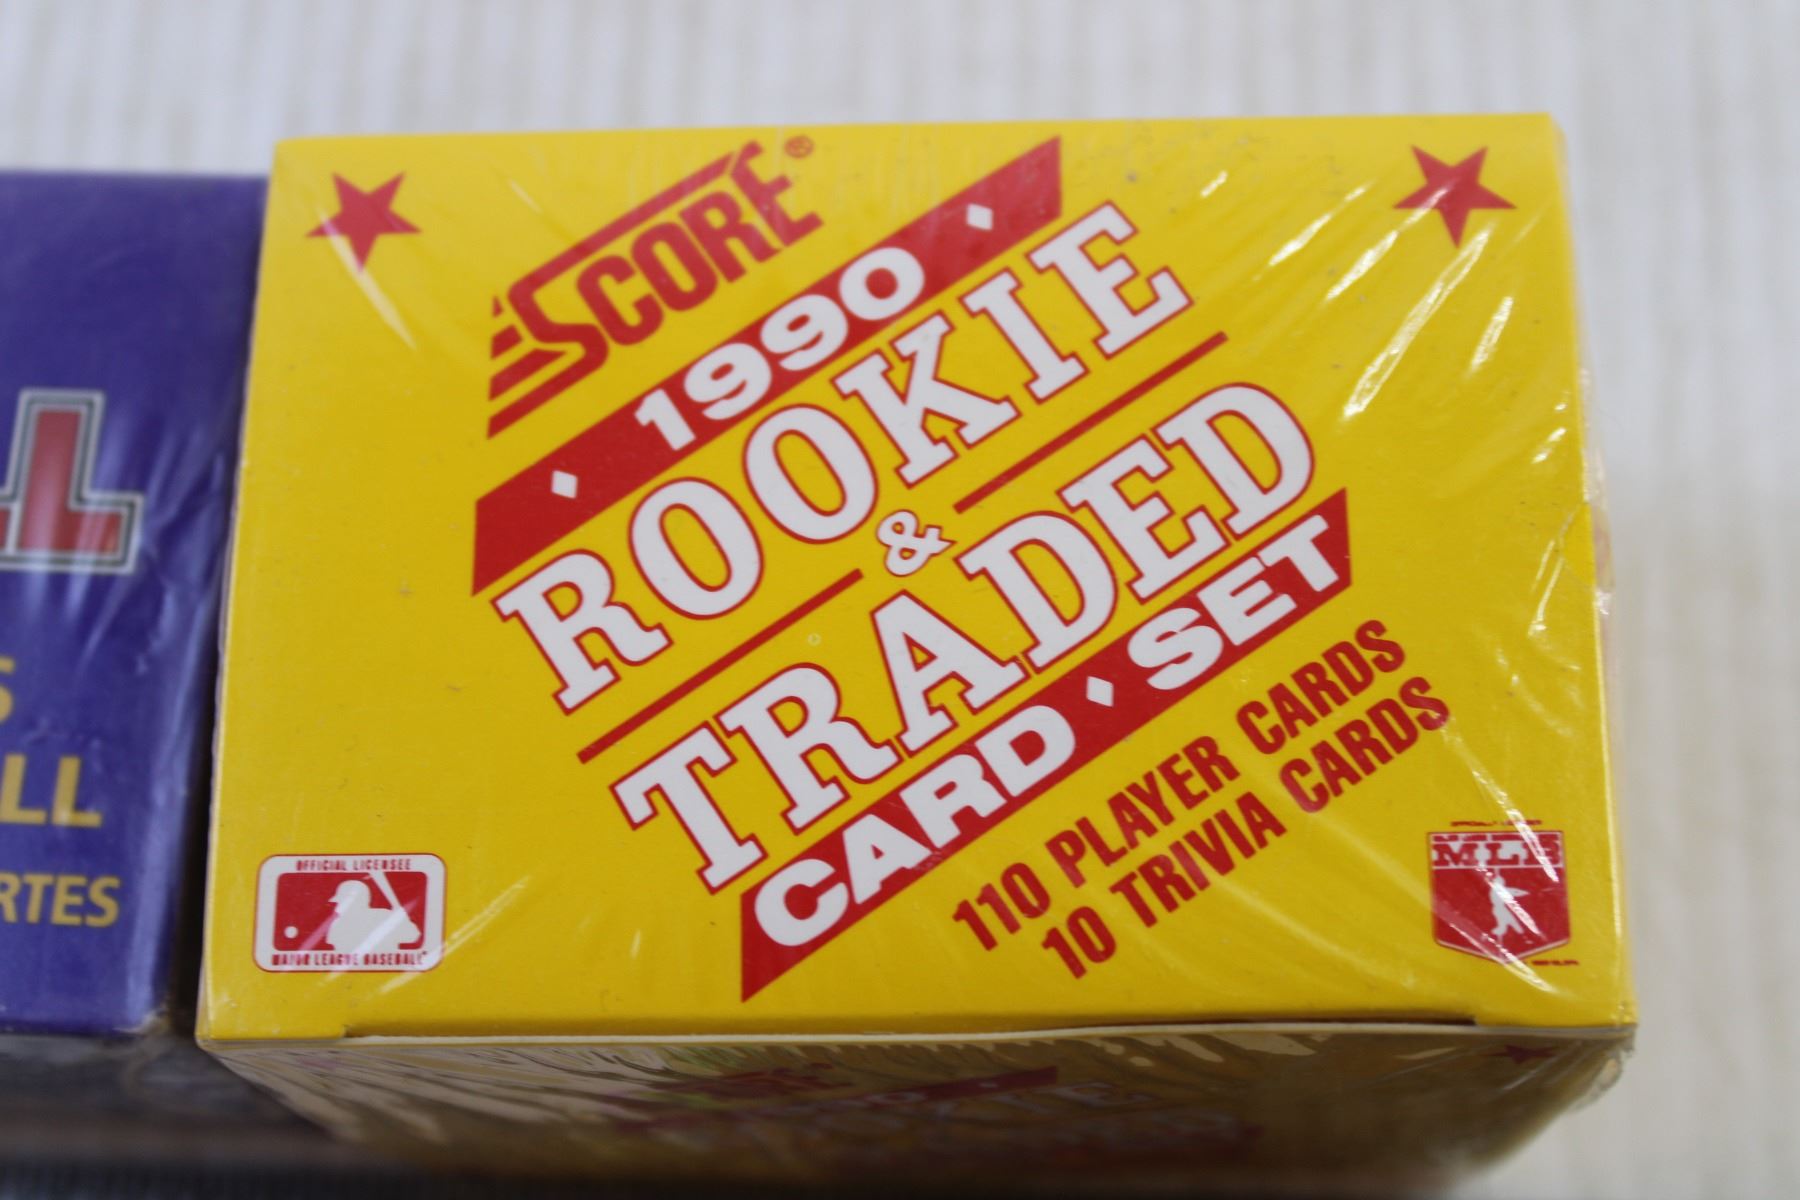 SCORE®
1990
ROOKIE
&
TRADED
CARD SET
110 PLAYER CARDS
10 TRIVIA CARDS
OFFICIAL LICENSEE
MAJOR LEAGUE BASEBALL
MLB
LL
RTES